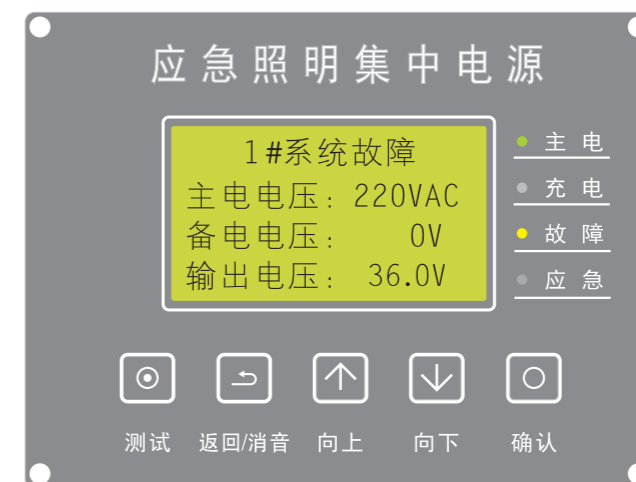 应急照明集中电源
1#系统故障
主电电压: 220VAC
备电电压: 0V
输出电压: 36.0V
主电
充电
故障
应急
测试 返回/消音 向上 向下 确认